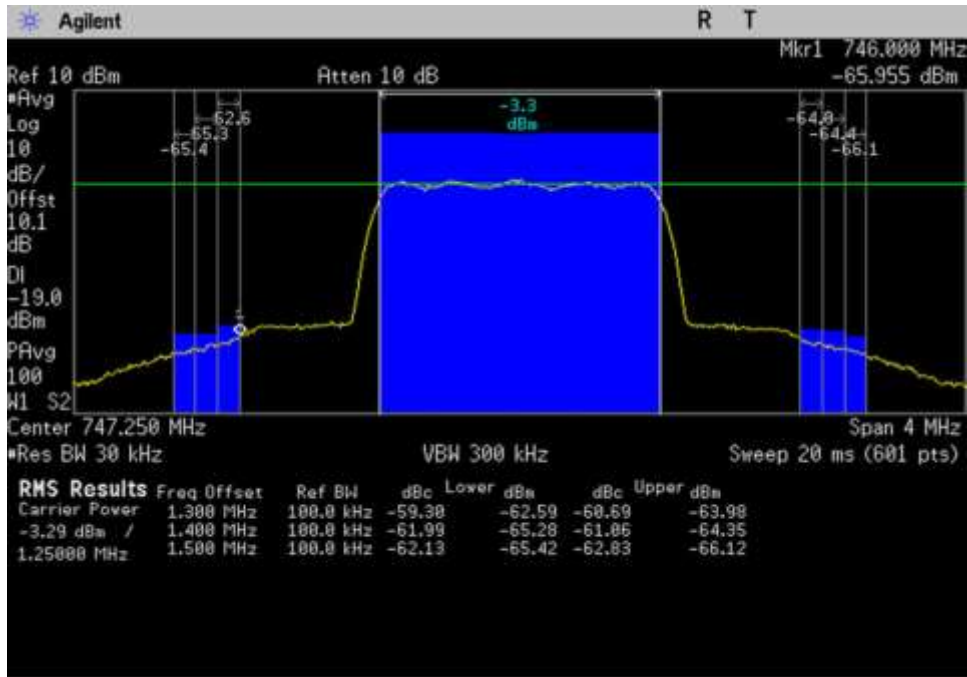 Agilent R T
Mkr1 746.000 MHz
Ref 10 dBm Atten 10 dB -65.955 dBm
#Avg
Log
10
dB/
Offst
10.1
dB
DI
-19.0
dBm
PAvg
100
W1 S2
-3.3
dBm
-62.6
-65.3
-65.4
-64.0
-64.4
-66.1
1
Center 747.250 MHz Span 4 MHz
#Res BW 30 kHz VBW 300 kHz Sweep 20 ms (601 pts)
RMS Results Freq Offset Ref BW dBc Lower dBm dBc Upper dBm
Carrier Power 1.300 MHz 100.0 kHz -59.30 -62.59 -60.69 -63.98
-3.29 dBm / 1.400 MHz 100.0 kHz -61.99 -65.28 -61.06 -64.35
1.25000 MHz 1.500 MHz 100.0 kHz -62.13 -65.42 -62.83 -66.12